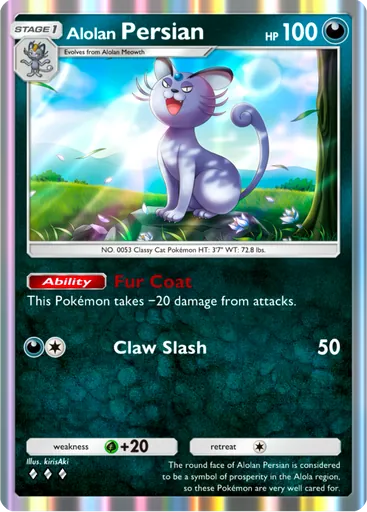 STAGE 1
Alolan Persian HP 100
Evolves from Alolan Meowth
NO. 0053 Classy Cat Pokémon HT: 3'7" WT: 72.8 lbs.
Ability Fur Coat
This Pokémon takes −20 damage from attacks.
Claw Slash 50
weakness +20 retreat
Illus. kirisAki
The round face of Alolan Persian is considered
to be a symbol of prosperity in the Alola region,
so these Pokémon are very well cared for.